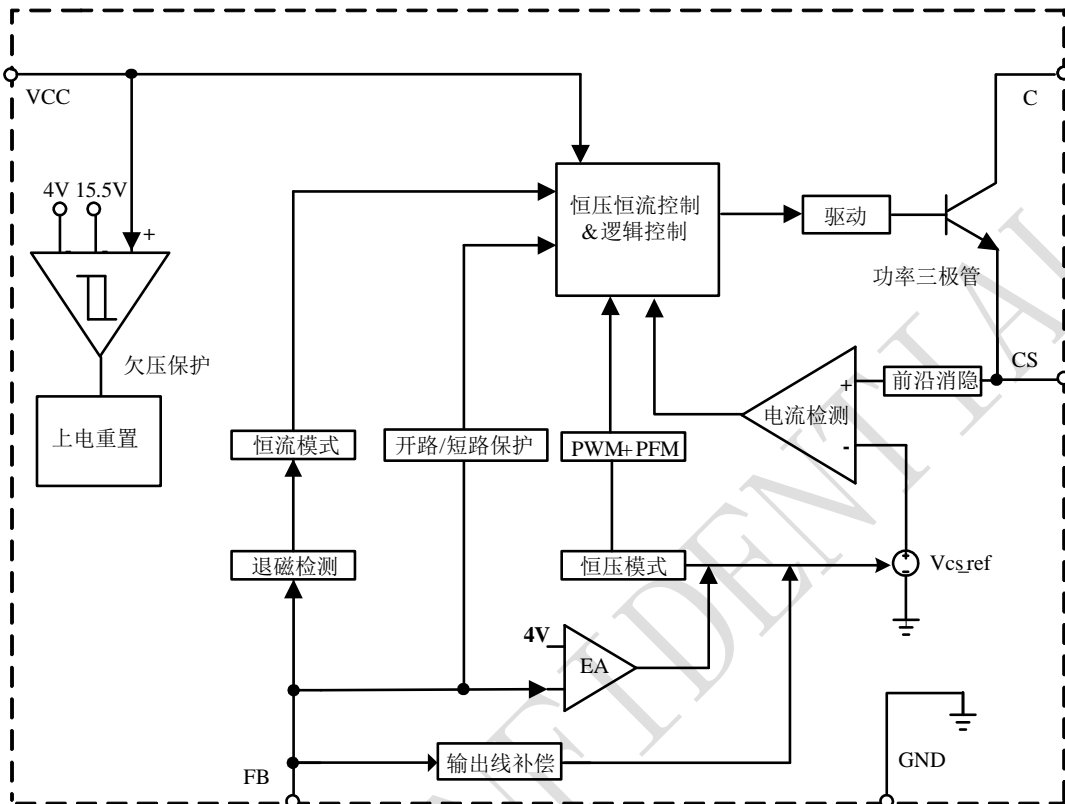 VCC
C
4V 15.5V
- - +
恒压恒流控制
&逻辑控制
驱动
功率三极管
欠压保护
上电重置
CS
前沿消隐
+
电流检测
-
恒流模式
开路/短路保护
PWM+PFM
退磁检测
恒压模式
+
-
Vcs_ref
4V
EA
输出线补偿
FB
GND
NFIDENTIAL